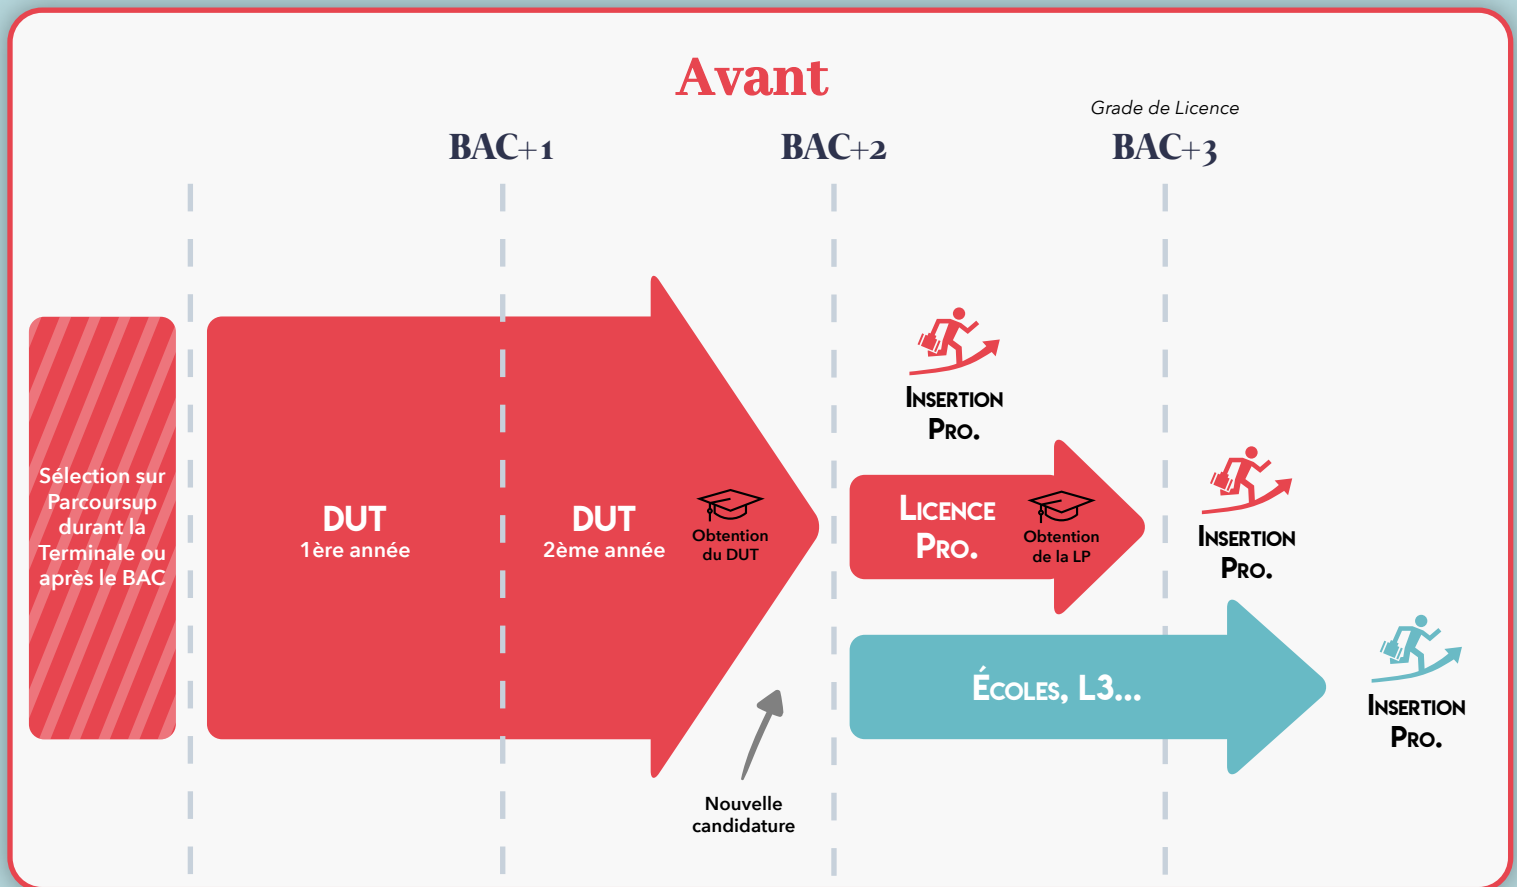 Avant
Grade de Licence
BAC+1
BAC+2
BAC+3
Sélection sur
Parcoursup
durant la
Terminale ou
après le BAC
DUT
1ère année
DUT
2ème année
Obtention
du DUT
Nouvelle
candidature
INSERTION
PRO.
LICENCE
PRO.
Obtention
de la LP
INSERTION
PRO.
ÉCOLES, L3...
INSERTION
PRO.